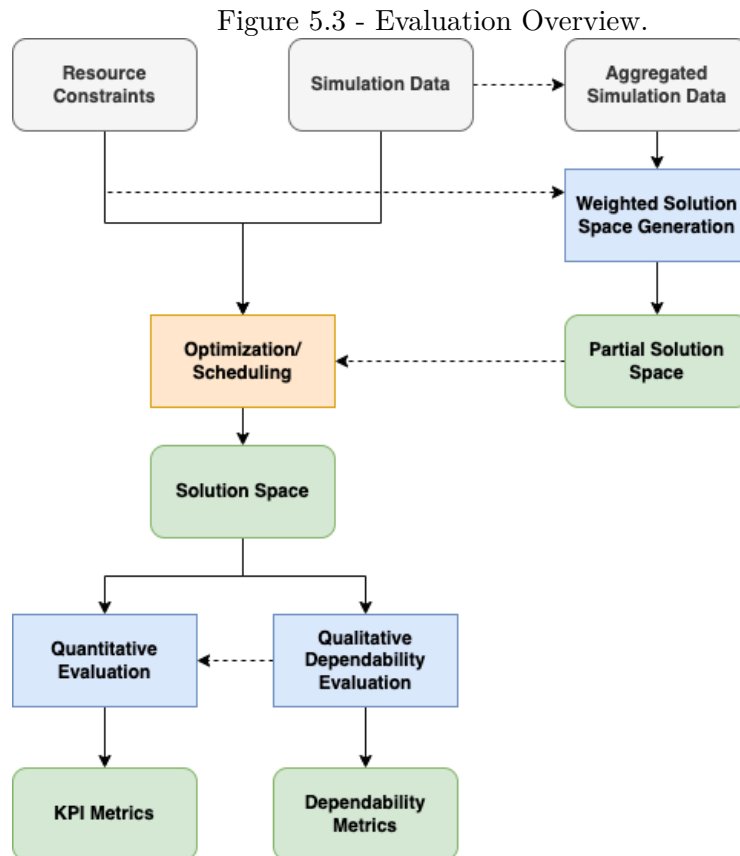 Figure 5.3 - Evaluation Overview.
Resource
Constraints
Simulation Data
Aggregated
Simulation Data
Weighted Solution
Space Generation
Optimization/
Scheduling
Partial Solution
Space
Solution Space
Quantitative
Evaluation
Qualitative
Dependability
Evaluation
KPI Metrics
Dependability
Metrics